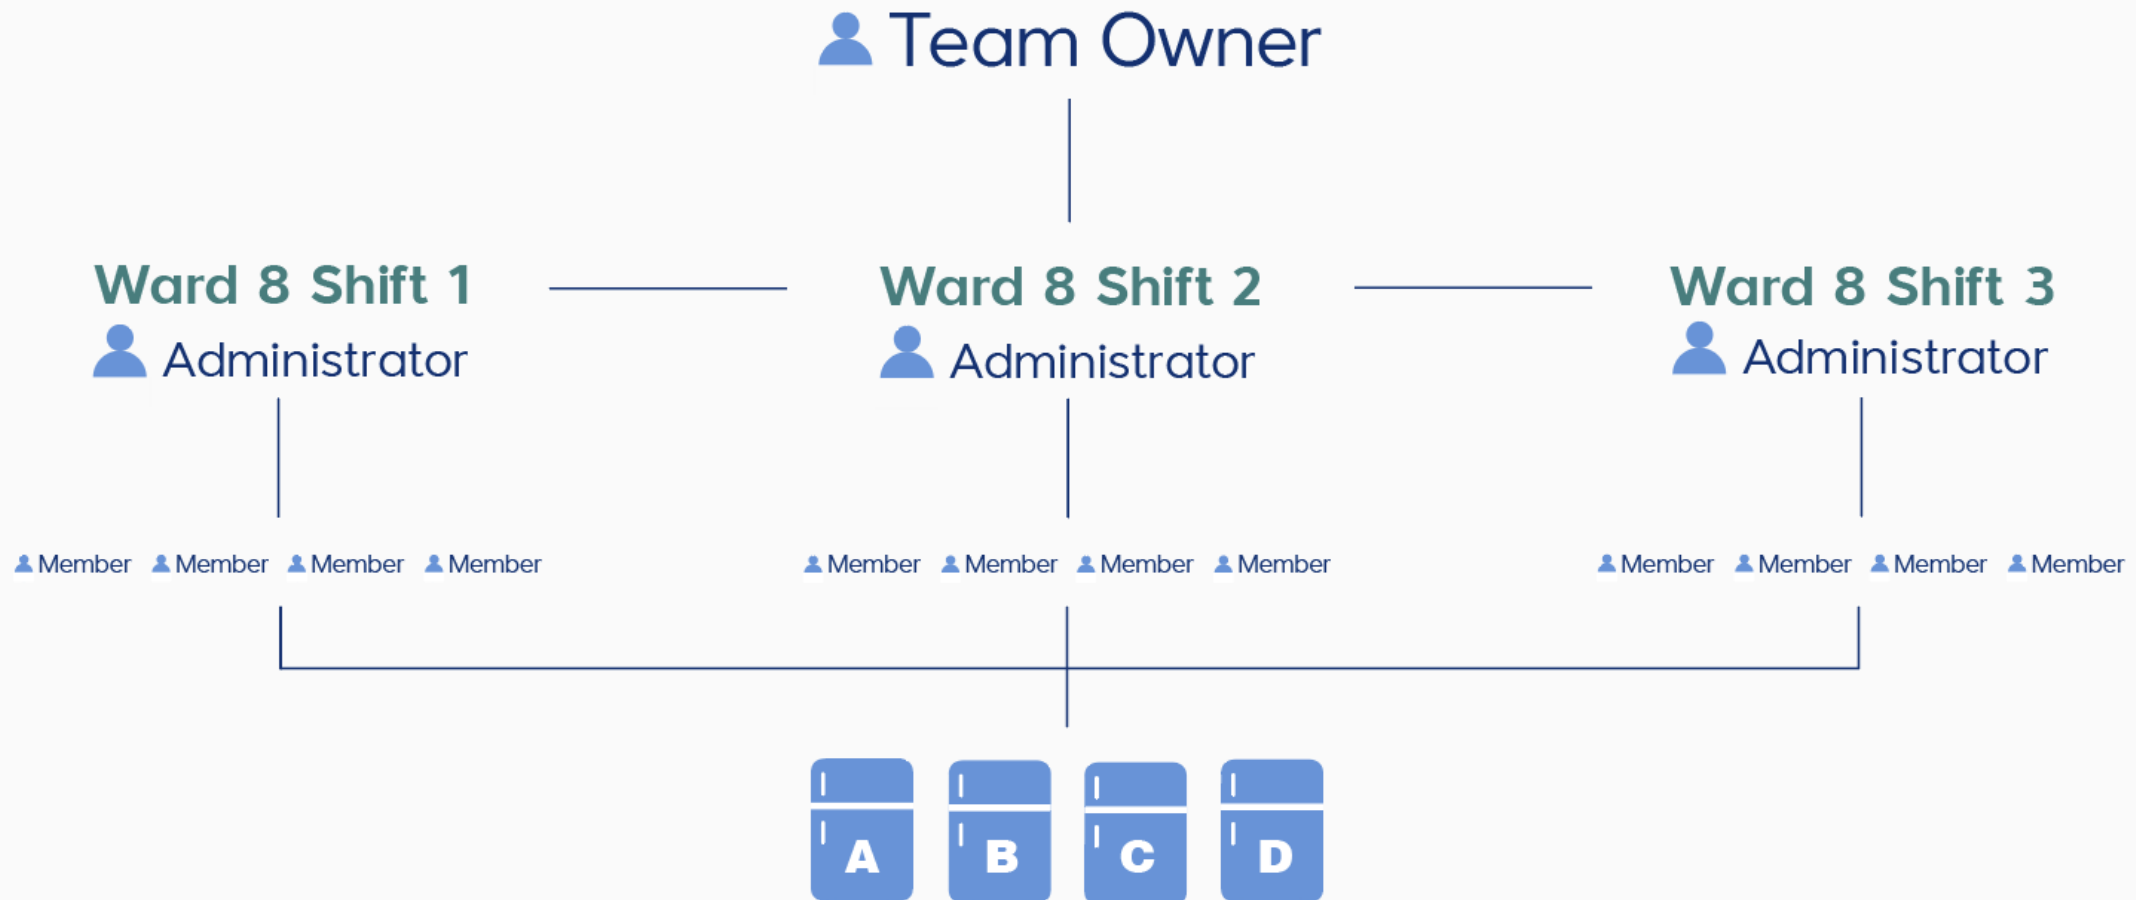 Team Owner
Ward 8 Shift 1
Ward 8 Shift 2
Ward 8 Shift 3
Administrator
Administrator
Administrator
Member Member Member Member
Member Member Member Member
Member Member Member Member
A B C D